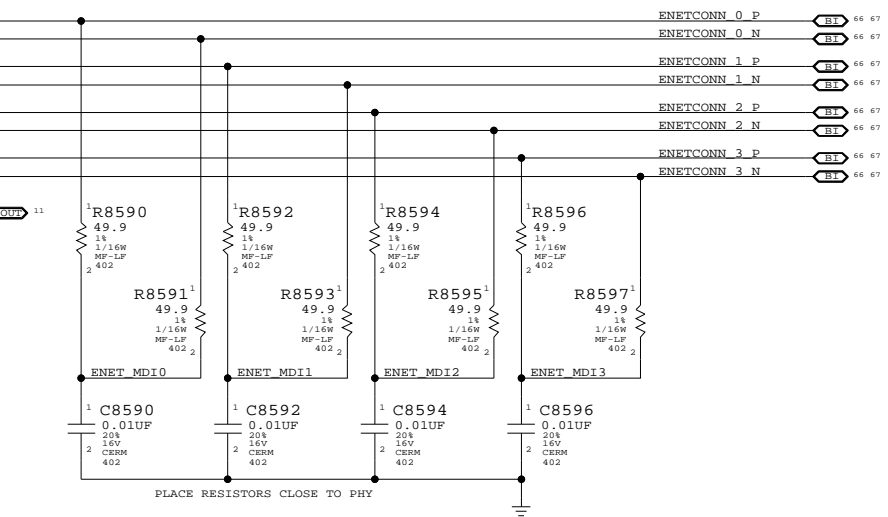 ENETCONN_0_P BI 66 67
ENETCONN_0_N BI 66 67
ENETCONN_1_P BI 66 67
ENETCONN_1_N BI 66 67
ENETCONN_2_P BI 66 67
ENETCONN_2_N BI 66 67
ENETCONN_3_P BI 66 67
ENETCONN_3_N BI 66 67
OUT 11
1 R8590 1 R8592 1 R8594 1 R8596
49.9 49.9 49.9 49.9
1% 1% 1% 1%
1/16W 1/16W 1/16W 1/16W
MF-LF MF-LF MF-LF MF-LF
2 402 2 402 2 402 2 402
R8591 1 R8593 1 R8595 1 R8597 1
49.9 49.9 49.9 49.9
1% 1% 1% 1%
1/16W 1/16W 1/16W 1/16W
MF-LF MF-LF MF-LF MF-LF
402 2 402 2 402 2 402 2
ENET_MDI0 ENET_MDI1 ENET_MDI2 ENET_MDI3
1 C8590 1 C8592 1 C8594 1 C8596
0.01UF 0.01UF 0.01UF 0.01UF
20% 20% 20% 20%
2 16V 2 16V 2 16V 2 16V
CERM CERM CERM CERM
402 402 402 402
PLACE RESISTORS CLOSE TO PHY